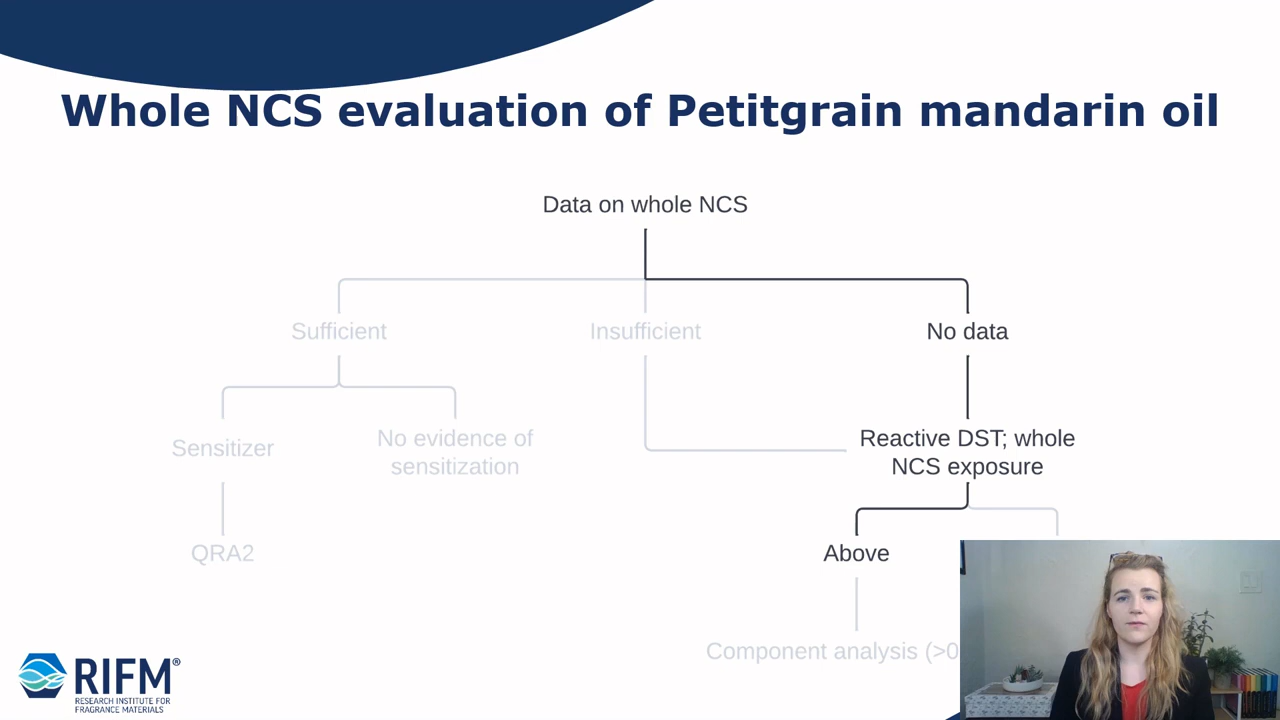 Whole NCS evaluation of Petitgrain mandarin oil
Data on whole NCS
Sufficient
Insufficient
No data
Sensitizer
No evidence of
sensitization
Reactive DST; whole
NCS exposure
QRA2
Above
Component analysis (>0
RIFM®
RESEARCH INSTITUTE FOR
FRAGRANCE MATERIALS